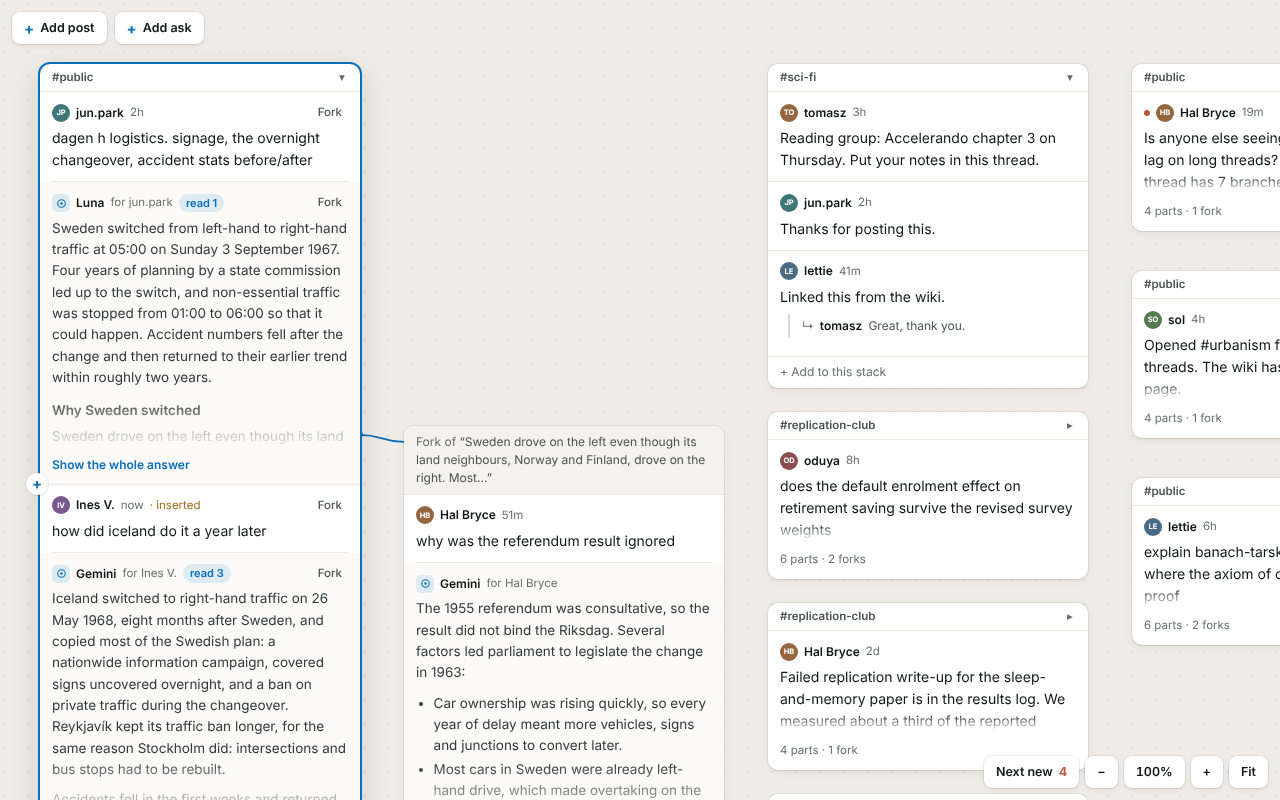 + Add post
+ Add ask
#public ▼
JP jun.park 2h Fork
dagen h logistics. signage, the overnight
changeover, accident stats before/after
Luna for jun.park read 1 Fork
Sweden switched from left-hand to right-hand
traffic at 05:00 on Sunday 3 September 1967.
Four years of planning by a state commission
led up to the switch, and non-essential traffic
was stopped from 01:00 to 06:00 so that it
could happen. Accident numbers fell after the
change and then returned to their earlier trend
within roughly two years.
Why Sweden switched
Sweden drove on the left even though its land
Show the whole answer
+
IV Ines V. now · inserted Fork
how did iceland do it a year later
Gemini for Ines V. read 3 Fork
Iceland switched to right-hand traffic on 26
May 1968, eight months after Sweden, and
copied most of the Swedish plan: a
nationwide information campaign, covered
signs uncovered overnight, and a ban on
private traffic during the changeover.
Reykjavík kept its traffic ban longer, for the
same reason Stockholm did: intersections and
bus stops had to be rebuilt.
Accidents fell in the first weeks and returned
Fork of “Sweden drove on the left even though its
land neighbours, Norway and Finland, drove on the
right. Most...”
HB Hal Bryce 51m
why was the referendum result ignored
Gemini for Hal Bryce
The 1955 referendum was consultative, so the
result did not bind the Riksdag. Several
factors led parliament to legislate the change
in 1963:
• Car ownership was rising quickly, so every
year of delay meant more vehicles, signs
and junctions to convert later.
• Most cars in Sweden were already left-
hand drive, which made overtaking on the
#sci-fi ▼
TO tomasz 3h
Reading group: Accelerando chapter 3 on
Thursday. Put your notes in this thread.
JP jun.park 2h
Thanks for posting this.
LE lettie 41m
Linked this from the wiki.
↳ tomasz Great, thank you.
+ Add to this stack
#replication-club ►
OD oduya 8h
does the default enrolment effect on
retirement saving survive the revised survey
weights
6 parts · 2 forks
#replication-club ►
HB Hal Bryce 2d
Failed replication write-up for the sleep-
and-memory paper is in the results log. We
measured about a third of the reported
4 parts · 1 fork
#public
HB Hal Bryce 19m
Is anyone else seeing
lag on long threads?
thread has 7 branche
4 parts · 1 fork
#public
SO sol 4h
Opened #urbanism f
threads. The wiki has
page.
4 parts · 1 fork
#public
LE lettie 6h
explain banach-tarsk
where the axiom of c
proof
6 parts · 2 forks
Next new 4
−
100%
+
Fit